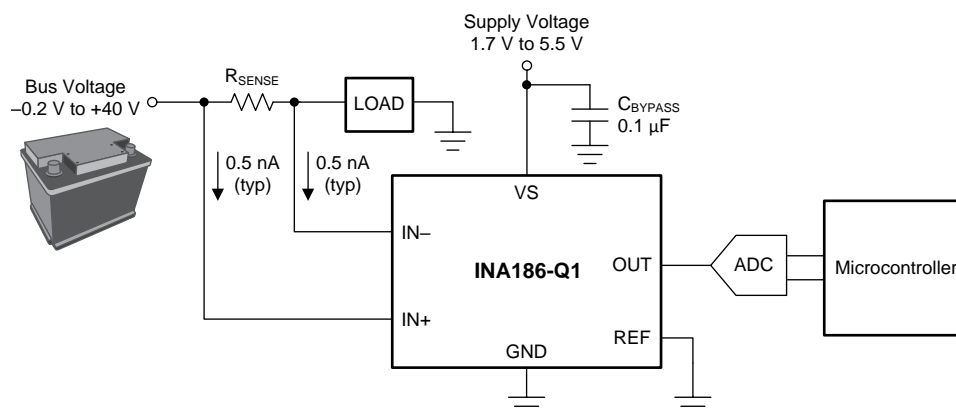 Supply Voltage
1.7 V to 5.5 V
Bus Voltage
–0.2 V to +40 V
RSENSE
LOAD
CBYPASS
0.1 µF
0.5 nA
(typ)
0.5 nA
(typ)
VS
IN–
INA186-Q1
OUT
ADC
Microcontroller
IN+
REF
GND